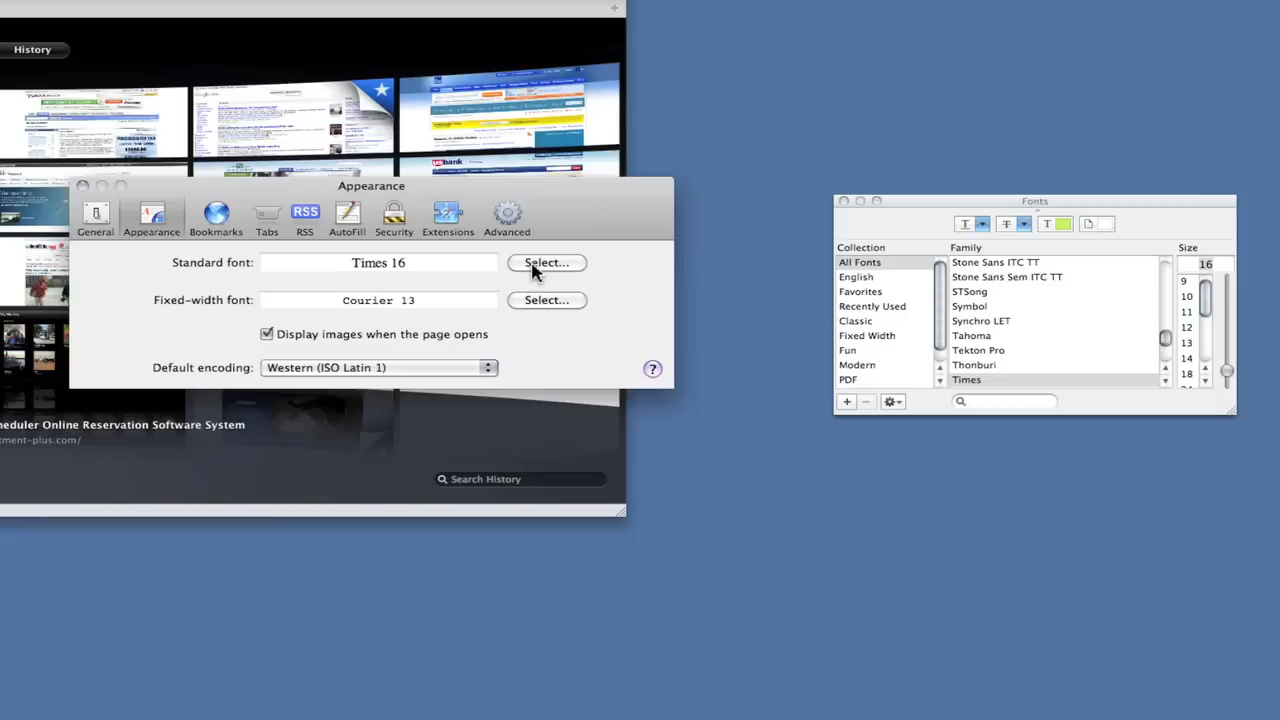 History
Appearance
General Appearance Bookmarks Tabs RSS AutoFill Security Extensions Advanced
RSS
Standard font: Times 16 Select...
Fixed-width font: Courier 13 Select...
Display images when the page opens
Default encoding: Western (ISO Latin 1)
?
eduler Online Reservation Software System
tment-plus.com/
Search History
usbank
Fonts
T T T
Collection Family Size
All Fonts
English
Favorites
Recently Used
Classic
Fixed Width
Fun
Modern
PDF
Stone Sans ITC TT
Stone Sans Sem ITC TT
STSong
Symbol
Synchro LET
Tahoma
Tekton Pro
Thonburi
Times
16
9
10
11
12
13
14
18